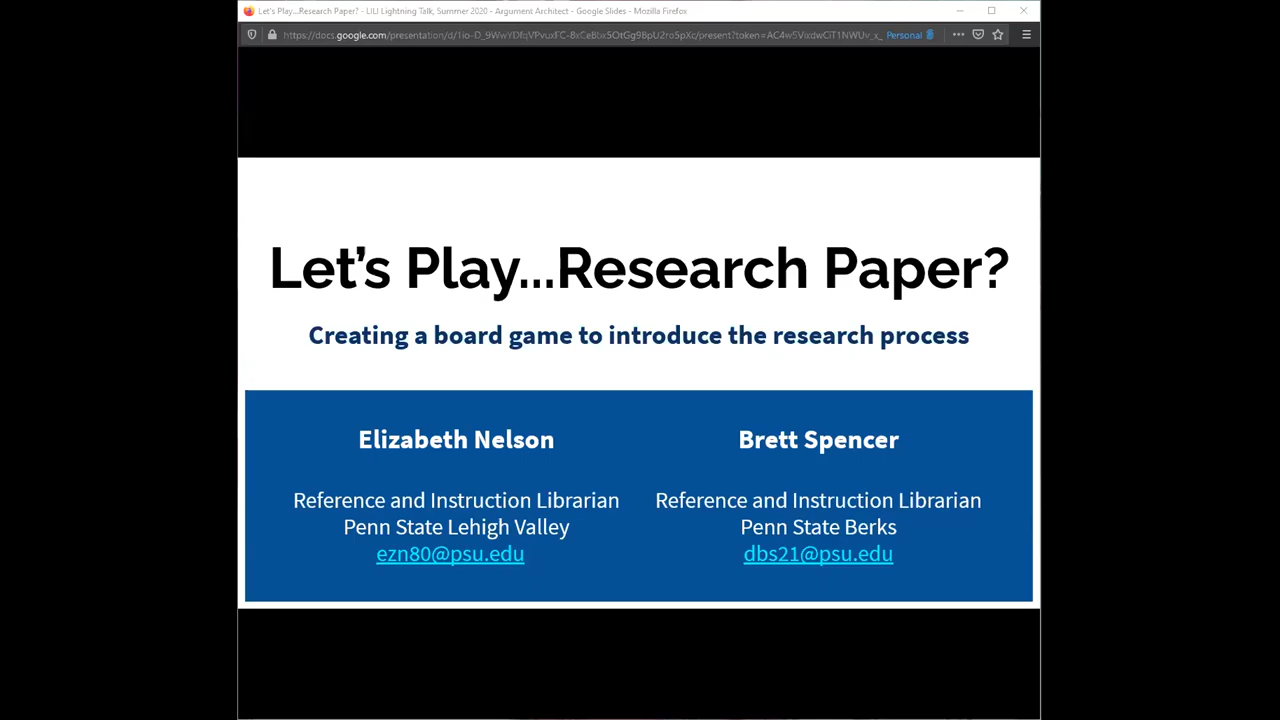 Let's Play...Research Paper? - LILI Lightning Talk, Summer 2020 - Argument Architect - Google Slides - Mozilla Firefox
Personal
Let's Play...Research Paper?
Creating a board game to introduce the research process
Elizabeth Nelson
Reference and Instruction Librarian
Penn State Lehigh Valley
ezn80@psu.edu
Brett Spencer
Reference and Instruction Librarian
Penn State Berks
dbs21@psu.edu